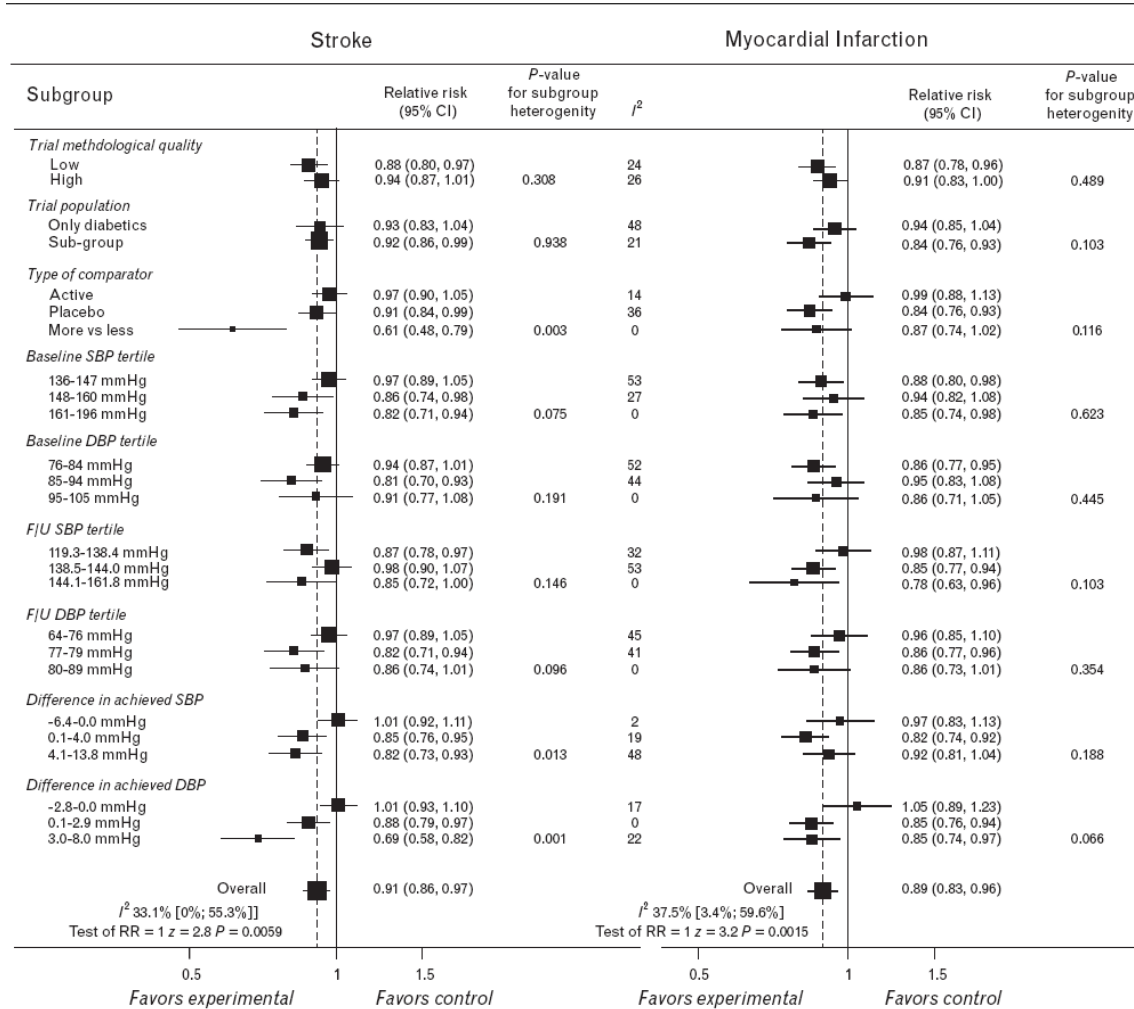 Stroke Myocardial Infarction
Subgroup Relative risk (95% CI) P-value for subgroup heterogenity I² Relative risk (95% CI) P-value for subgroup heterogenity
Trial methdological quality
Low 0.88 (0.80, 0.97) 24 0.87 (0.78, 0.96)
High 0.94 (0.87, 1.01) 0.308 26 0.91 (0.83, 1.00) 0.489
Trial population
Only diabetics 0.93 (0.83, 1.04) 48 0.94 (0.85, 1.04)
Sub-group 0.92 (0.86, 0.99) 0.938 21 0.84 (0.76, 0.93) 0.103
Type of comparator
Active 0.97 (0.90, 1.05) 14 0.99 (0.88, 1.13)
Placebo 0.91 (0.84, 0.99) 36 0.84 (0.76, 0.93)
More vs less 0.61 (0.48, 0.79) 0.003 0 0.87 (0.74, 1.02) 0.116
Baseline SBP tertile
136-147 mmHg 0.97 (0.89, 1.05) 53 0.88 (0.80, 0.98)
148-160 mmHg 0.86 (0.74, 0.98) 27 0.94 (0.82, 1.08)
161-196 mmHg 0.82 (0.71, 0.94) 0.075 0 0.85 (0.74, 0.98) 0.623
Baseline DBP tertile
76-84 mmHg 0.94 (0.87, 1.01) 52 0.86 (0.77, 0.95)
85-94 mmHg 0.81 (0.70, 0.93) 44 0.95 (0.83, 1.08)
95-105 mmHg 0.91 (0.77, 1.08) 0.191 0 0.86 (0.71, 1.05) 0.445
F/U SBP tertile
119.3-138.4 mmHg 0.87 (0.78, 0.97) 32 0.98 (0.87, 1.11)
138.5-144.0 mmHg 0.98 (0.90, 1.07) 53 0.85 (0.77, 0.94)
144.1-161.8 mmHg 0.85 (0.72, 1.00) 0.146 0 0.78 (0.63, 0.96) 0.103
F/U DBP tertile
64-76 mmHg 0.97 (0.89, 1.05) 45 0.96 (0.85, 1.10)
77-79 mmHg 0.82 (0.71, 0.94) 41 0.86 (0.77, 0.96)
80-89 mmHg 0.86 (0.74, 1.01) 0.096 0 0.86 (0.73, 1.01) 0.354
Difference in achieved SBP
-6.4-0.0 mmHg 1.01 (0.92, 1.11) 2 0.97 (0.83, 1.13)
0.1-4.0 mmHg 0.85 (0.76, 0.95) 19 0.82 (0.74, 0.92)
4.1-13.8 mmHg 0.82 (0.73, 0.93) 0.013 48 0.92 (0.81, 1.04) 0.188
Difference in achieved DBP
-2.8-0.0 mmHg 1.01 (0.93, 1.10) 17 1.05 (0.89, 1.23)
0.1-2.9 mmHg 0.88 (0.79, 0.97) 0 0.85 (0.76, 0.94)
3.0-8.0 mmHg 0.69 (0.58, 0.82) 0.001 22 0.85 (0.74, 0.97) 0.066
Overall 0.91 (0.86, 0.97) Overall 0.89 (0.83, 0.96)
I² 33.1% [0%; 55.3%]] I² 37.5% [3.4%; 59.6%]
Test of RR = 1 z = 2.8 P = 0.0059 Test of RR = 1 z = 3.2 P = 0.0015
0.5 1 1.5 0.5 1 1.5
Favors experimental Favors control Favors experimental Favors control